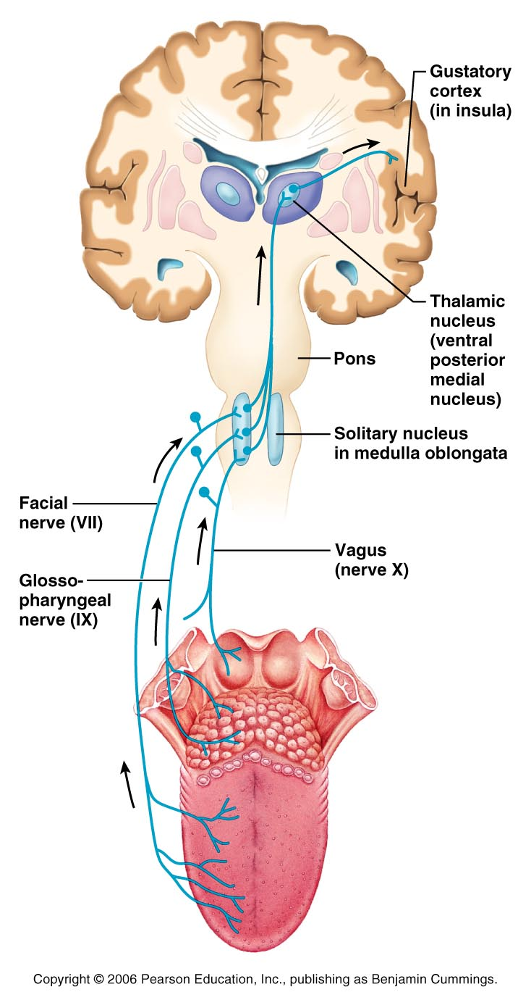 Gustatory
cortex
(in insula)
Thalamic
nucleus
(ventral
posterior
medial
nucleus)
Pons
Solitary nucleus
in medulla oblongata
Facial
nerve (VII)
Vagus
(nerve X)
Glosso-
pharyngeal
nerve (IX)
Copyright © 2006 Pearson Education, Inc., publishing as Benjamin Cummings.